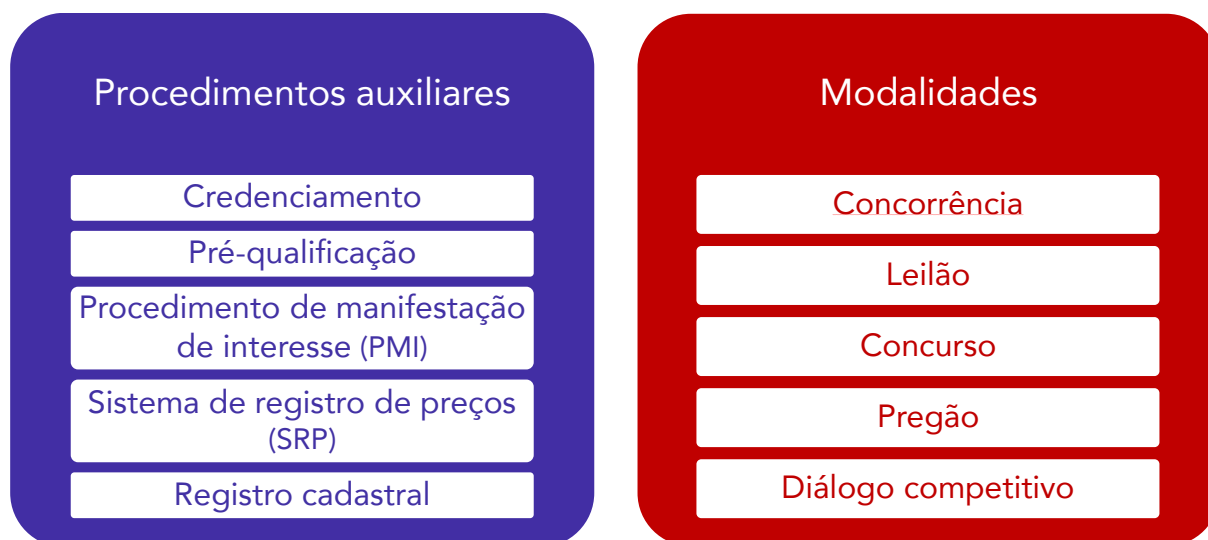 Procedimentos auxiliares
Credenciamento
Pré-qualificação
Procedimento de manifestação
de interesse (PMI)
Sistema de registro de preços
(SRP)
Registro cadastral
Modalidades
Concorrência
Leilão
Concurso
Pregão
Diálogo competitivo